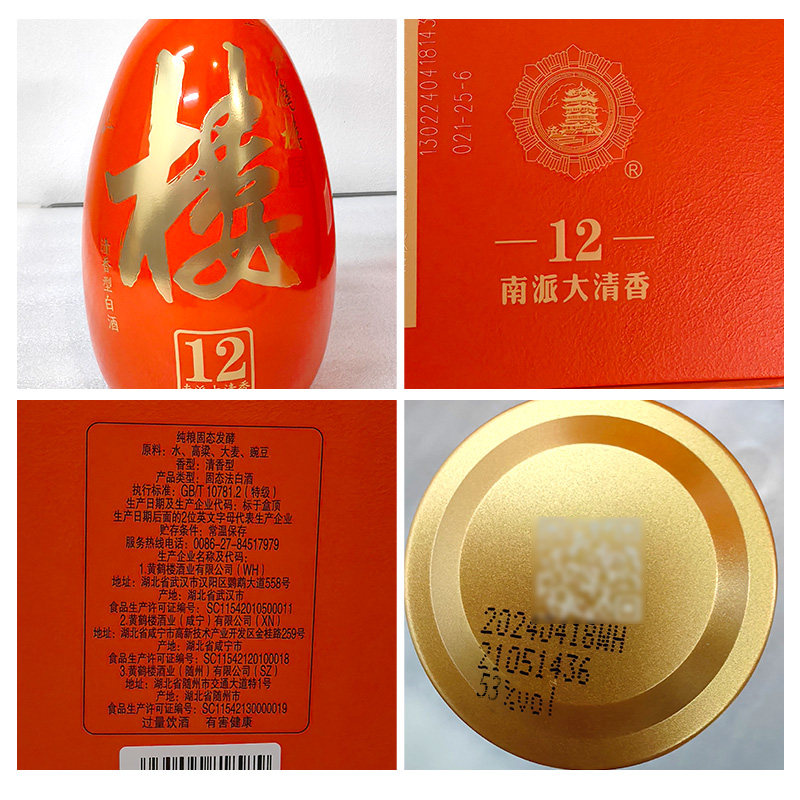 楼
清香型白酒
12
南派大清香
1302240418143
021-25-6
®
12
南派大清香
纯粮固态发酵
原料：水、高粱、大麦、豌豆
香型：清香型
产品类型：固态法白酒
执行标准：GB/T 10781.2（特级）
生产日期及生产企业代码：标于盒顶
生产日期后面的2位英文字母代表生产企业
贮存条件：常温保存
服务热线电话：0086-27-84517979
生产企业名称及代码：
1.黄鹤楼酒业有限公司（WH）
地址：湖北省武汉市汉阳区鹦鹉大道558号
产地：湖北省武汉市
食品生产许可证编号：SC11542010500011
2.黄鹤楼酒业（咸宁）有限公司（XN）
地址：湖北省咸宁市高新技术产业开发区金桂路259号
产地：湖北省咸宁市
食品生产许可证编号：SC11542120100018
3.黄鹤楼酒业（随州）有限公司（SZ）
地址：湖北省随州市交通大道特1号
产地：湖北省随州市
食品生产许可证编号：SC11542130000019
过量饮酒 有害健康
20240418WH
21051436
53%vol